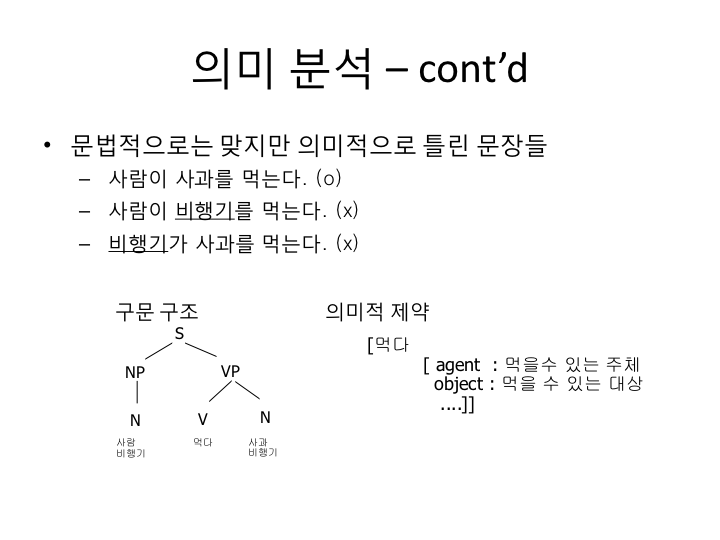 의미 분석 – cont’d
• 문법적으로는 맞지만 의미적으로 틀린 문장들
– 사람이 사과를 먹는다. (o)
– 사람이 비행기를 먹는다. (x)
– 비행기가 사과를 먹는다. (x)
구문 구조
S
NP VP
N V N
사람 먹다 사과
비행기 비행기
의미적 제약
[먹다
[ agent : 먹을수 있는 주체
object : 먹을 수 있는 대상
....]]